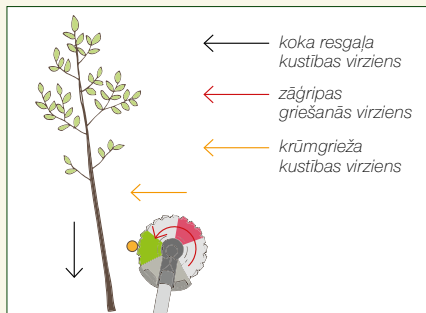 koka resgaļa
kustības virziens
zāģripas
griešanās virziens
krūmgrieža
kustības virziens